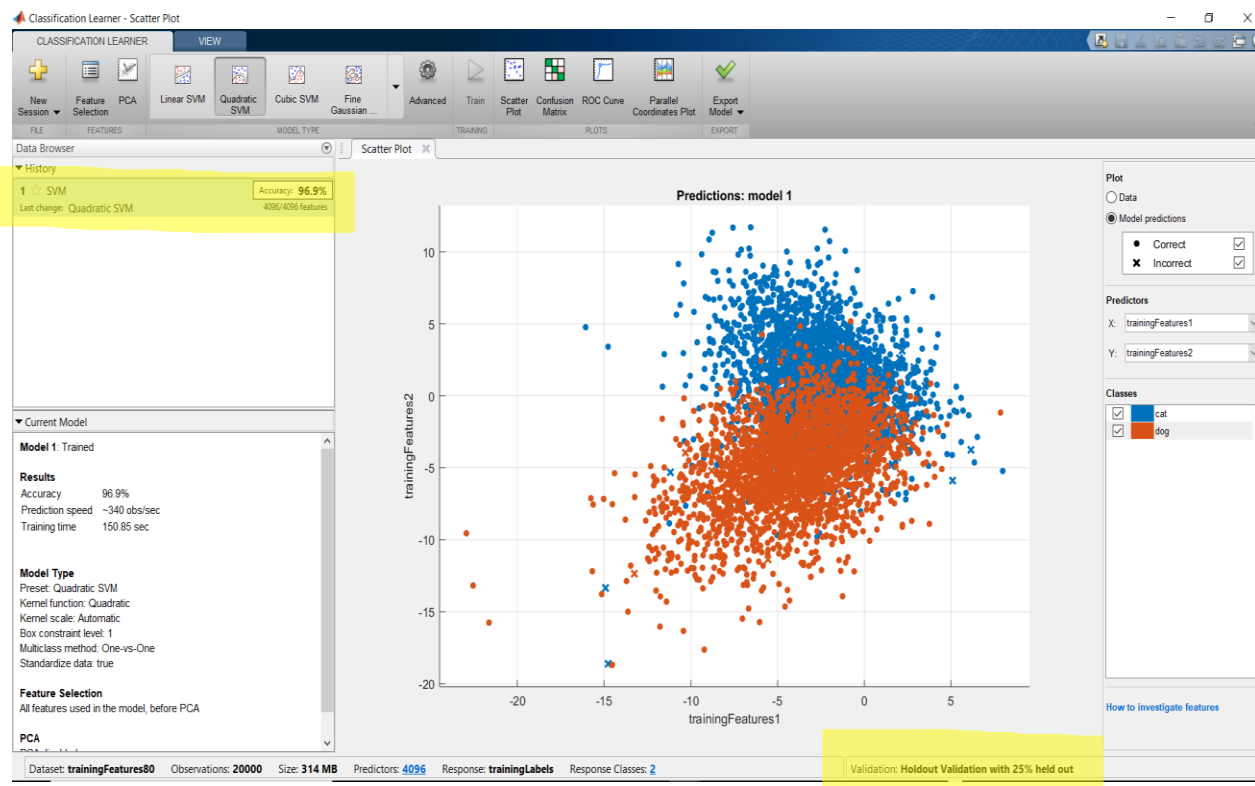 Classification Learner - Scatter Plot
CLASSIFICATION LEARNER VIEW
New Session
Feature Selection
PCA
Linear SVM
Quadratic SVM
Cubic SVM
Fine Gaussian ...
Advanced
Train
Scatter Plot
Confusion Matrix
ROC Curve
Parallel Coordinates Plot
Export Model
FILE FEATURES MODEL TYPE TRAINING PLOTS EXPORT
Data Browser
History
1 SVM Accuracy: 96.9%
Last change: Quadratic SVM 4096/4096 features
Current Model
Model 1: Trained
Results
Accuracy 96.9%
Prediction speed ~340 obs/sec
Training time 150.85 sec
Model Type
Preset: Quadratic SVM
Kernel function: Quadratic
Kernel scale: Automatic
Box constraint level: 1
Multiclass method: One-vs-One
Standardize data: true
Feature Selection
All features used in the model, before PCA
PCA
Scatter Plot
Predictions: model 1
10
5
0
-5
-10
-15
-20
trainingFeatures2
-20 -15 -10 -5 0 5
trainingFeatures1
Plot
Data
Model predictions
Correct
Incorrect
Predictors
X: trainingFeatures1
Y: trainingFeatures2
Classes
cat
dog
How to investigate features
Dataset: trainingFeatures80 Observations: 20000 Size: 314 MB Predictors: 4096 Response: trainingLabels Response Classes: 2 Validation: Holdout Validation with 25% held out